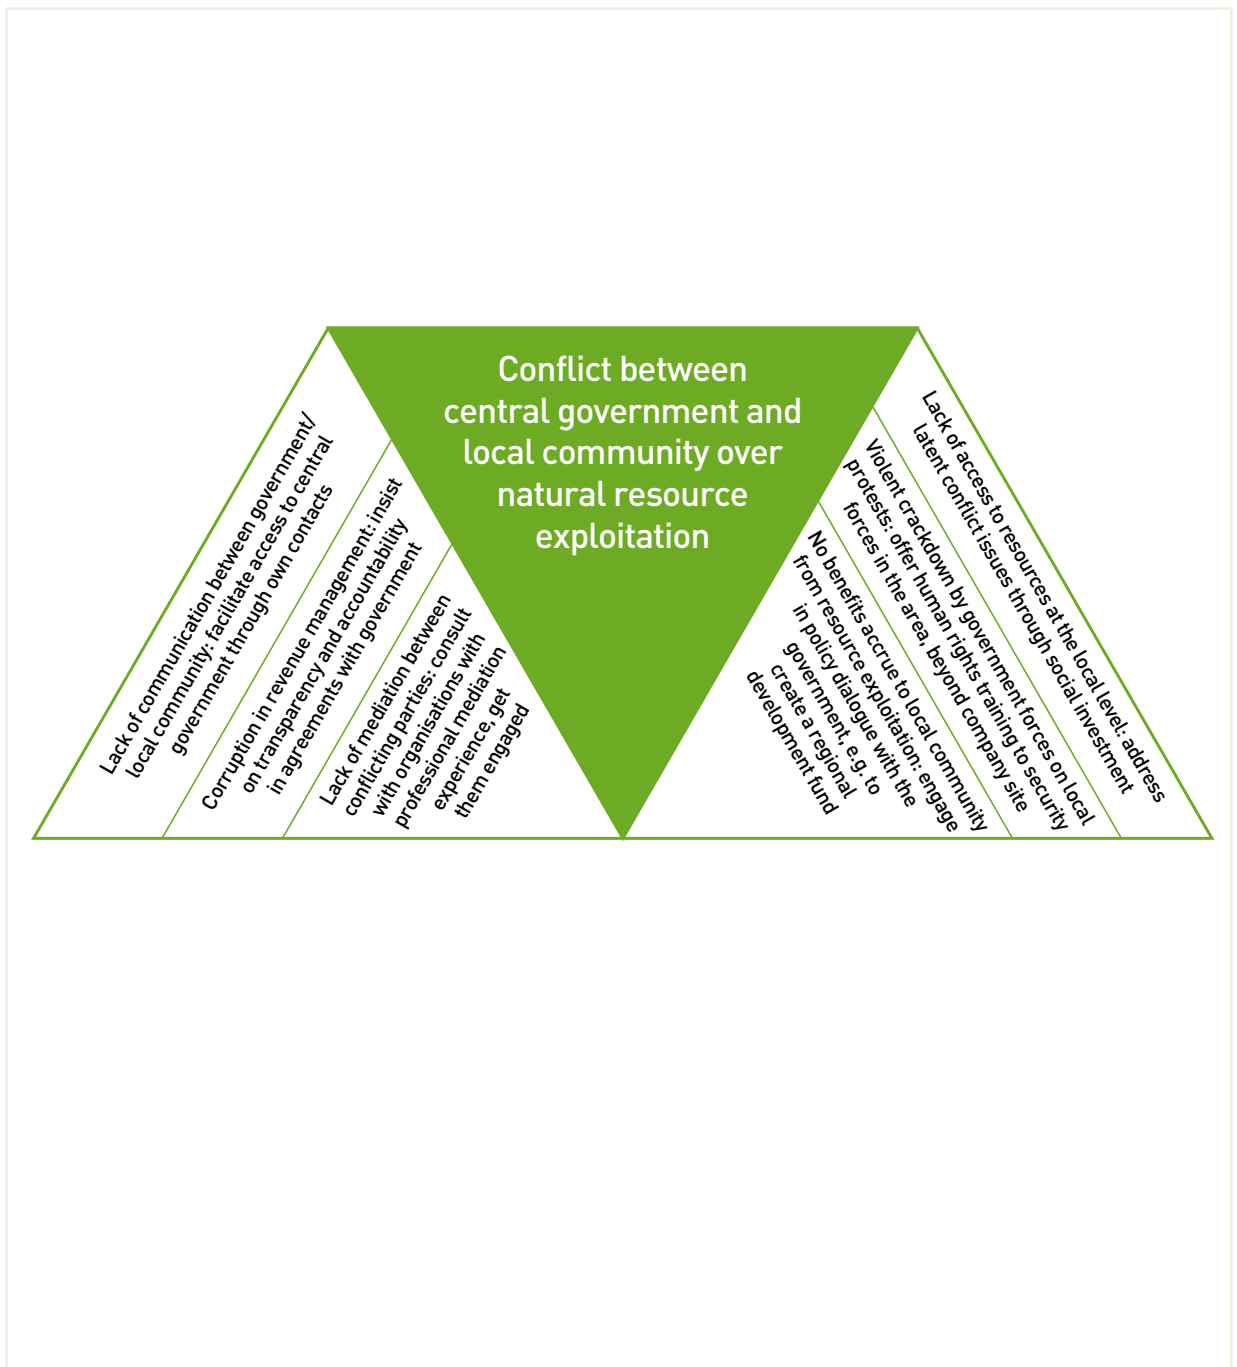 Conflict between
central government and
local community over
natural resource
exploitation
Lack of communication between government/
local community: facilitate access to central
government through own contacts
Corruption in revenue management: insist
on transparency and accountability
in agreements with government
Lack of mediation between
conflicting parties: consult
with organisations with
professional mediation
experience, get
them engaged
No benefits accrue to local community
from resource exploitation: engage
in policy dialogue with the
government, e.g. to
create a regional
development fund
Violent crackdown by government forces on local
protests: offer human rights training to security
forces in the area, beyond company site
Lack of access to resources at the local level: address
latent conflict issues through social investment